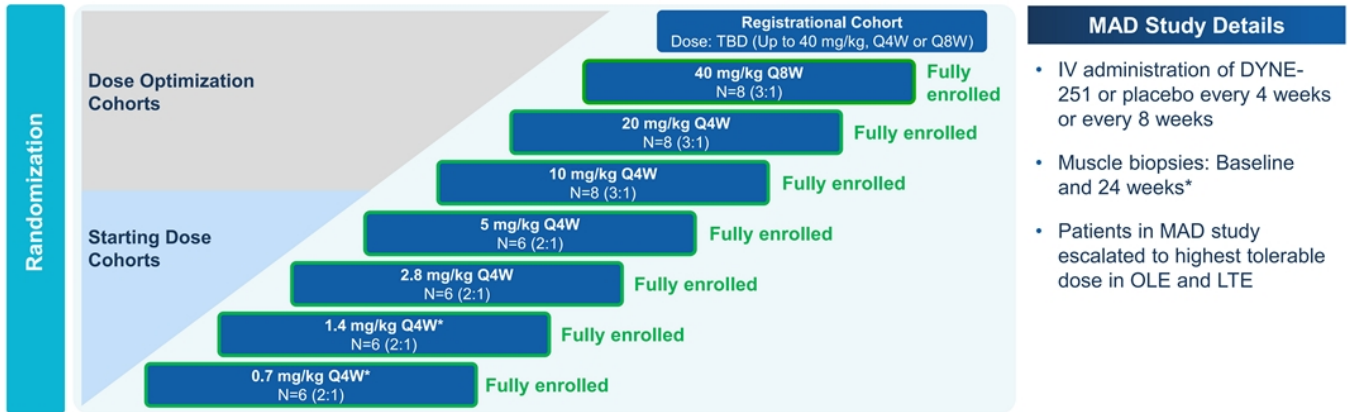 Randomization
Dose Optimization
Cohorts
Starting Dose
Cohorts
Registrational Cohort
Dose: TBD (Up to 40 mg/kg, Q4W or Q8W)
40 mg/kg Q8W
N=8 (3:1)
Fully
enrolled
20 mg/kg Q4W
N=8 (3:1)
Fully enrolled
10 mg/kg Q4W
N=8 (3:1)
Fully enrolled
5 mg/kg Q4W
N=6 (2:1)
Fully enrolled
2.8 mg/kg Q4W
N=6 (2:1)
Fully enrolled
1.4 mg/kg Q4W*
N=6 (2:1)
Fully enrolled
0.7 mg/kg Q4W*
N=6 (2:1)
Fully enrolled
MAD Study Details
• IV administration of DYNE-
251 or placebo every 4 weeks
or every 8 weeks
• Muscle biopsies: Baseline
and 24 weeks*
• Patients in MAD study
escalated to highest tolerable
dose in OLE and LTE